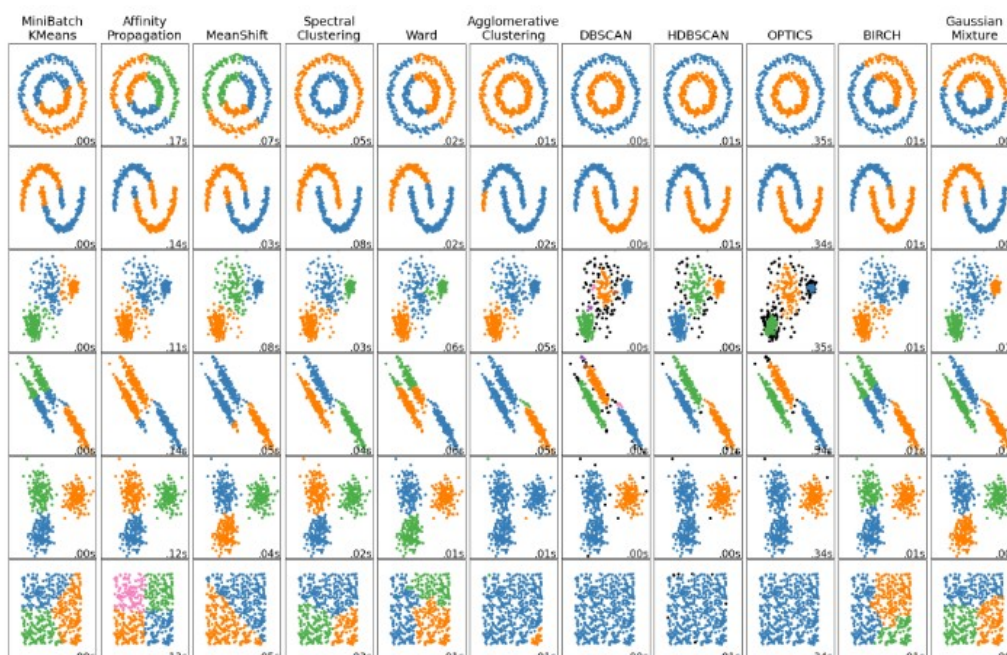 MiniBatch
KMeans
Affinity
Propagation
MeanShift
Spectral
Clustering
Ward
Agglomerative
Clustering
DBSCAN
HDBSCAN
OPTICS
BIRCH
Gaussian
Mixture
.00s .17s .07s .05s .02s .01s .00s .01s .35s .01s
.00s .14s .03s .08s .02s .02s .00s .01s .34s .01s
.00s .11s .08s .03s .06s .05s .00s .00s .35s .01s
.00s .14s .05s .04s .06s .05s .01s .01s
.00s .12s .04s .02s .01s .01s .00s .00s .34s .01s